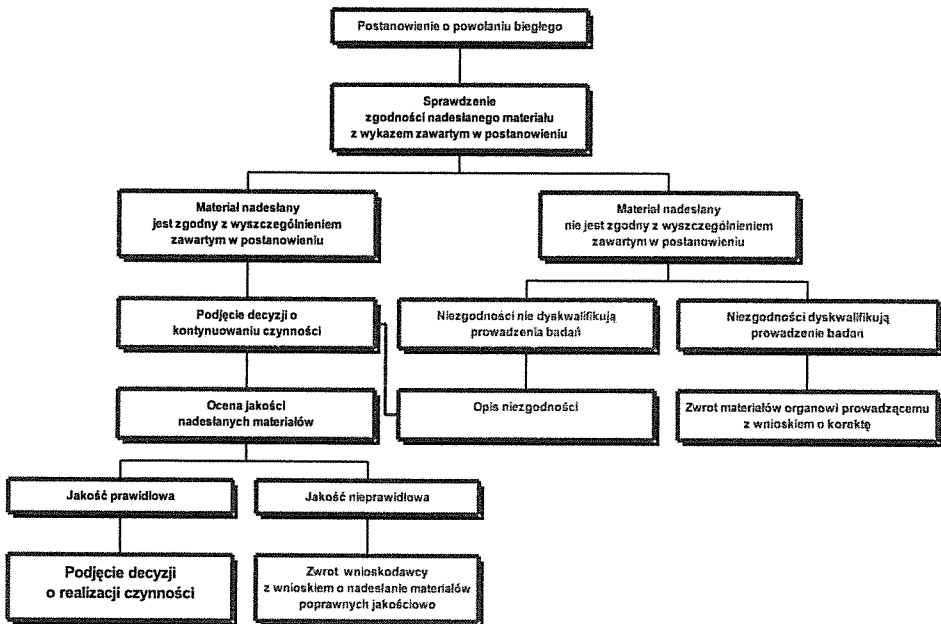 Postanowienie o powołaniu biegłego
Sprawdzenie
zgodności nadesłanego materiału
z wykazem zawartym w postanowieniu
Materiał nadesłany
jest zgodny z wyszczególnieniem
zawartym w postanowieniu
Materiał nadesłany
nie jest zgodny z wyszczególnieniem
zawartym w postanowieniu
Podjęcie decyzji o
kontynuowaniu czynności
Niezgodności nie dyskwalifikują
prowadzenia badań
Niezgodności dyskwalifikują
prowadzenie badań
Ocena jakości
nadesłanych materiałów
Opis niezgodności
Zwrot materiałów organowi prowadzącemu
z wnioskiem o korektę
Jakość prawidłowa
Jakość nieprawidłowa
Podjęcie decyzji
o realizacji czynności
Zwrot wnioskodawcy
z wnioskiem o nadesłanie materiałów
poprawnych jakościowo